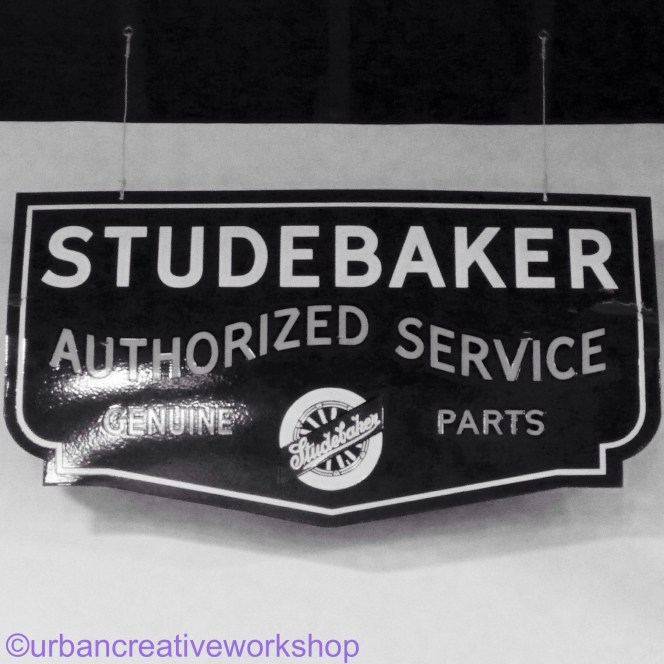 STUDEBAKER
AUTHORIZED SERVICE
GENUINE PARTS
Studebaker
©urbancreativeworkshop